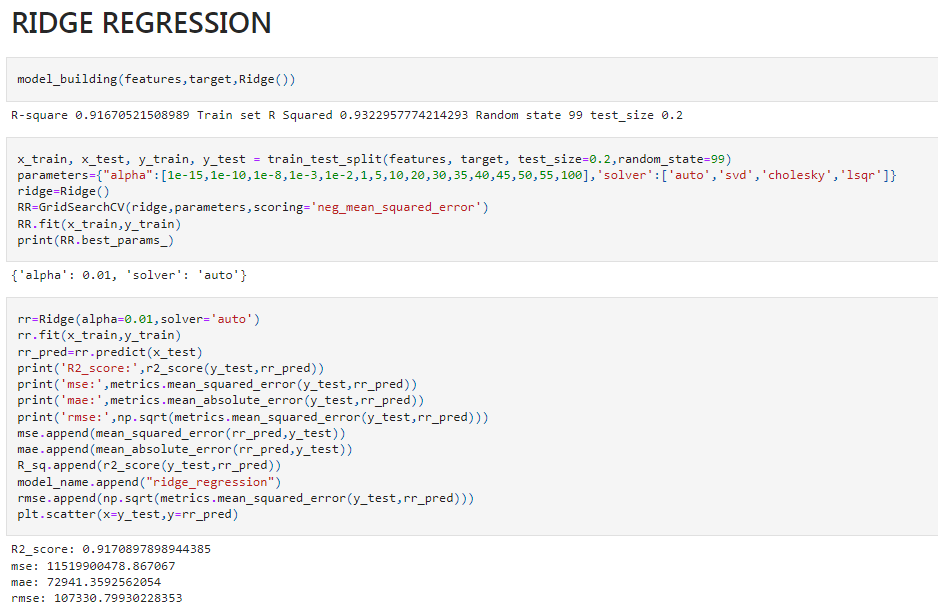 RIDGE REGRESSION
model_building(features,target,Ridge())
R-square 0.91670521508989 Train set R Squared 0.9322957774214293 Random state 99 test_size 0.2
x_train, x_test, y_train, y_test = train_test_split(features, target, test_size=0.2,random_state=99)
parameters={"alpha":[1e-15,1e-10,1e-8,1e-3,1e-2,1,5,10,20,30,35,40,45,50,55,100],'solver':['auto','svd','cholesky','lsqr']}
ridge=Ridge()
RR=GridSearchCV(ridge,parameters,scoring='neg_mean_squared_error')
RR.fit(x_train,y_train)
print(RR.best_params_)
{'alpha': 0.01, 'solver': 'auto'}
rr=Ridge(alpha=0.01,solver='auto')
rr.fit(x_train,y_train)
rr_pred=rr.predict(x_test)
print('R2_score:',r2_score(y_test,rr_pred))
print('mse:',metrics.mean_squared_error(y_test,rr_pred))
print('mae:',metrics.mean_absolute_error(y_test,rr_pred))
print('rmse:',np.sqrt(metrics.mean_squared_error(y_test,rr_pred)))
mse.append(mean_squared_error(rr_pred,y_test))
mae.append(mean_absolute_error(rr_pred,y_test))
R_sq.append(r2_score(y_test,rr_pred))
model_name.append("ridge_regression")
rmse.append(np.sqrt(metrics.mean_squared_error(y_test,rr_pred)))
plt.scatter(x=y_test,y=rr_pred)
R2_score: 0.9170897898944385
mse: 11519900478.867067
mae: 72941.3592562054
rmse: 107330.79930228353